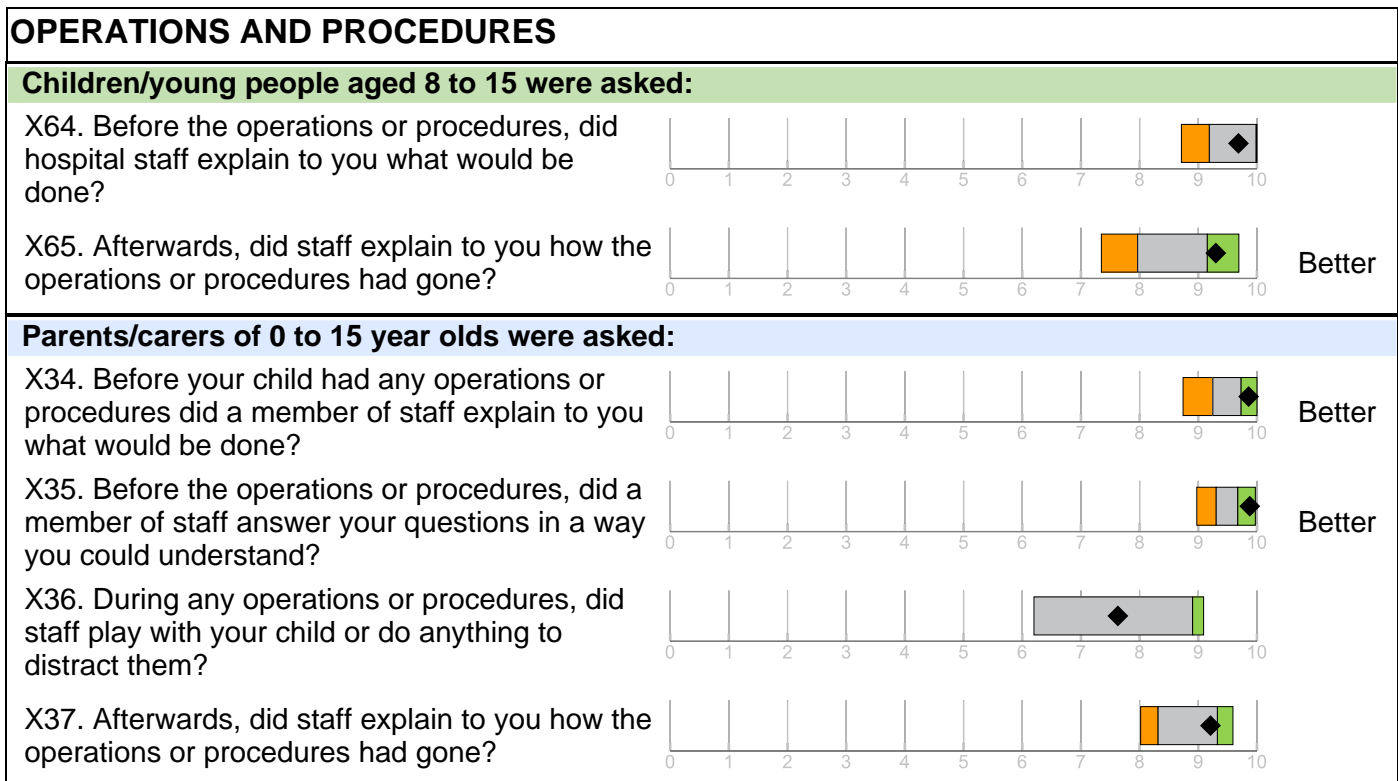 OPERATIONS AND PROCEDURES
Children/young people aged 8 to 15 were asked:
X64. Before the operations or procedures, did
hospital staff explain to you what would be
done?
0 1 2 3 4 5 6 7 8 9 10
X65. Afterwards, did staff explain to you how the
operations or procedures had gone?
0 1 2 3 4 5 6 7 8 9 10
Better
Parents/carers of 0 to 15 year olds were asked:
X34. Before your child had any operations or
procedures did a member of staff explain to you
what would be done?
0 1 2 3 4 5 6 7 8 9 10
Better
X35. Before the operations or procedures, did a
member of staff answer your questions in a way
you could understand?
0 1 2 3 4 5 6 7 8 9 10
Better
X36. During any operations or procedures, did
staff play with your child or do anything to
distract them?
0 1 2 3 4 5 6 7 8 9 10
X37. Afterwards, did staff explain to you how the
operations or procedures had gone?
0 1 2 3 4 5 6 7 8 9 10